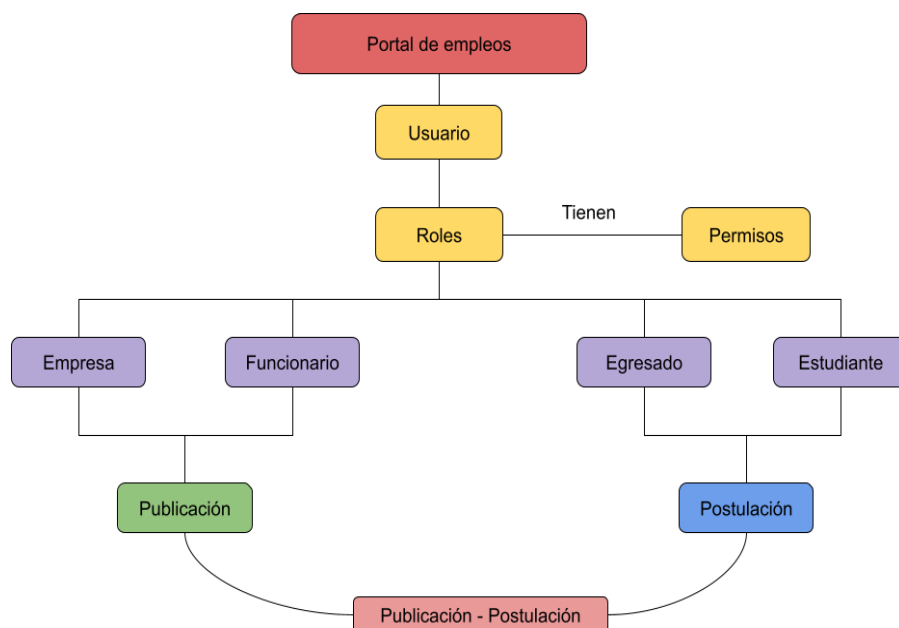 Portal de empleos
Usuario
Tienen
Roles
Permisos
Empresa
Funcionario
Egresado
Estudiante
Publicación
Postulación
Publicación - Postulación